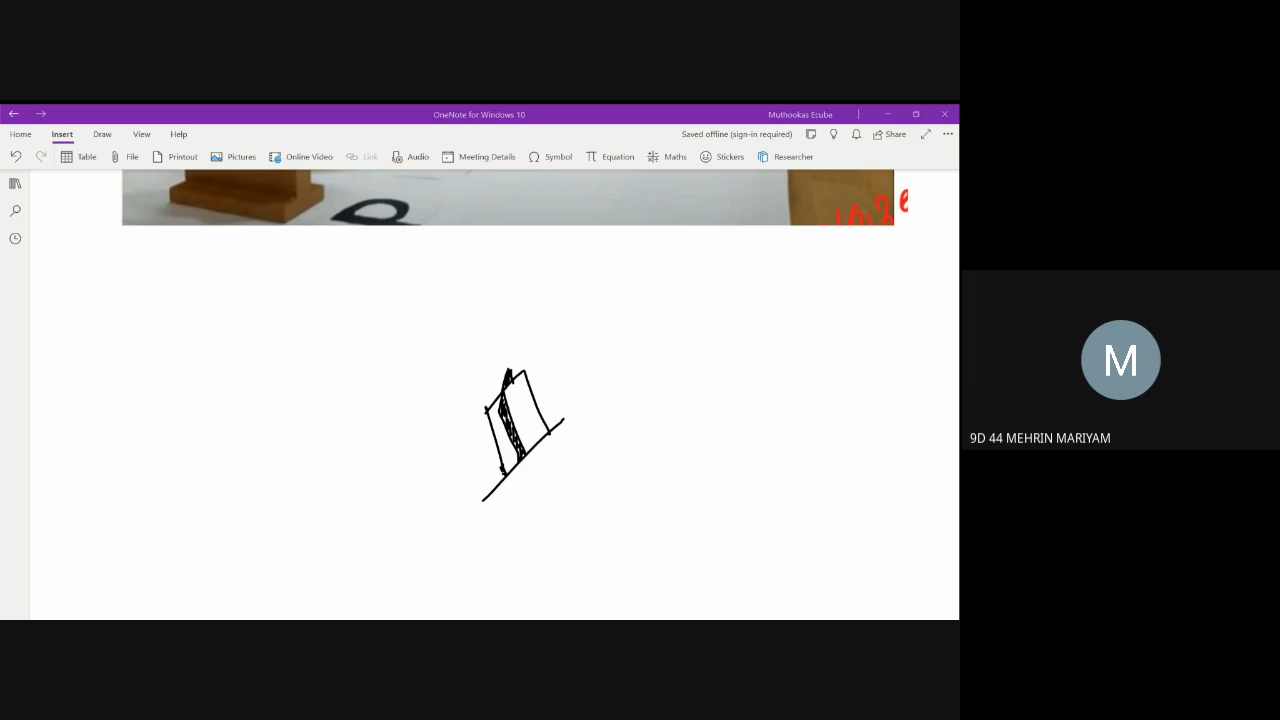 OneNote for Windows 10
Muthookas Ecube
Home Insert Draw View Help
Saved offline (sign-in required) Share
Table File Printout Pictures Online Video Link Audio Meeting Details Symbol Equation Maths Stickers Researcher
M
9D 44 MEHRIN MARIYAM